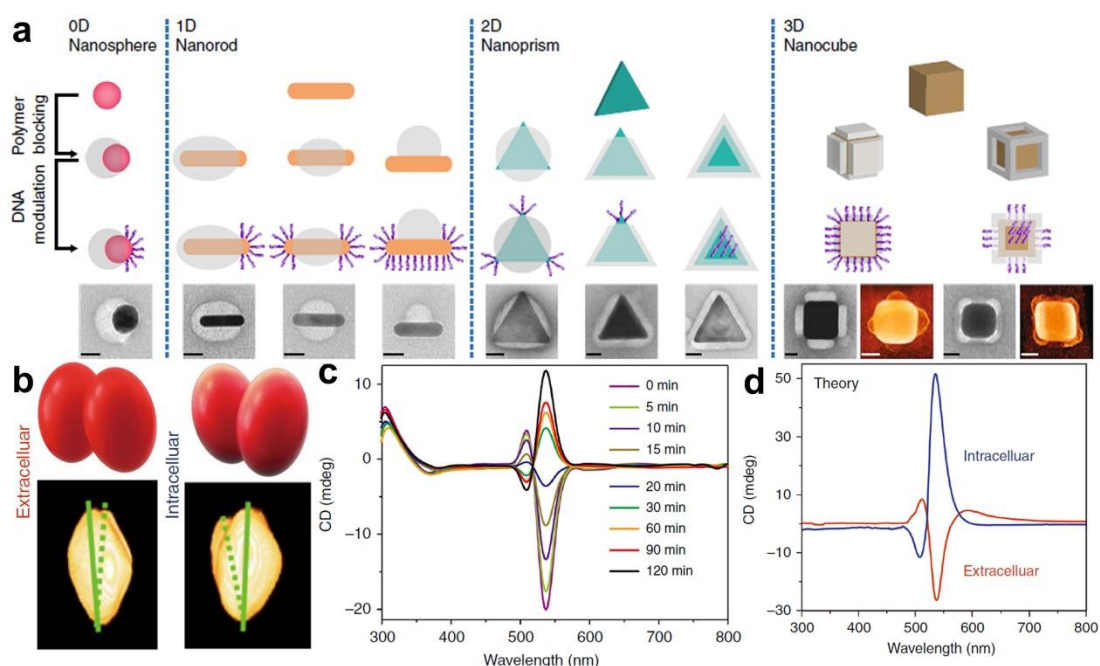 a
0D
Nanosphere
1D
Nanorod
2D
Nanoprism
3D
Nanocube
Polymer
blocking
DNA
modulation
b
Extracelluar
Intracelluar
c
10
0
−10
−20
CD (mdeg)
0 min
5 min
10 min
15 min
20 min
30 min
60 min
90 min
120 min
300 400 500 600 700 800
Wavelength (nm)
d
Theory
50
30
10
−10
−30
CD (mdeg)
Intracelluar
Extracelluar
300 400 500 600 700 800
Wavelength (nm)